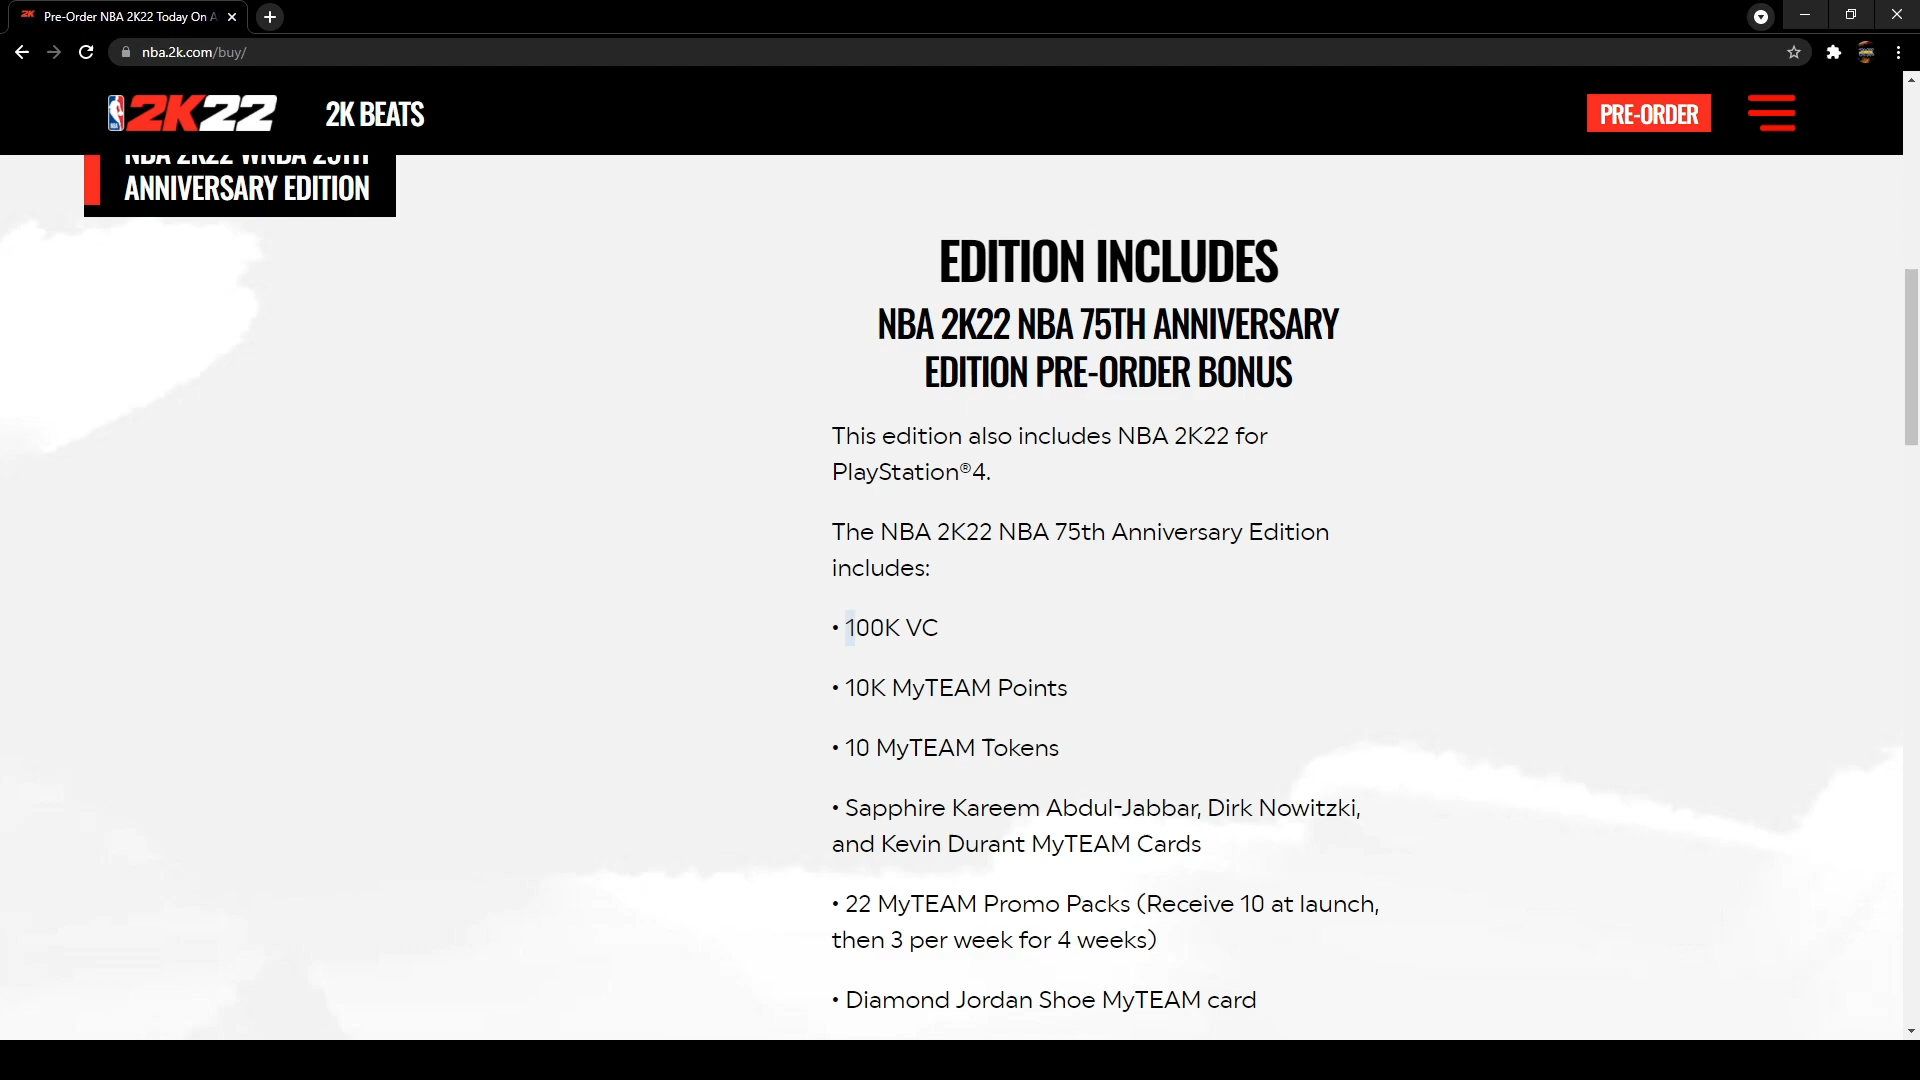 Pre-Order NBA 2K22 Today On A
nba.2k.com/buy/
2K22
2K BEATS
PRE-ORDER
NBA 2K22 WNBA 25TH
ANNIVERSARY EDITION
EDITION INCLUDES
NBA 2K22 NBA 75TH ANNIVERSARY
EDITION PRE-ORDER BONUS
This edition also includes NBA 2K22 for
PlayStation®4.
The NBA 2K22 NBA 75th Anniversary Edition
includes:
• 100K VC
• 10K MyTEAM Points
• 10 MyTEAM Tokens
• Sapphire Kareem Abdul-Jabbar, Dirk Nowitzki,
and Kevin Durant MyTEAM Cards
• 22 MyTEAM Promo Packs (Receive 10 at launch,
then 3 per week for 4 weeks)
• Diamond Jordan Shoe MyTEAM card